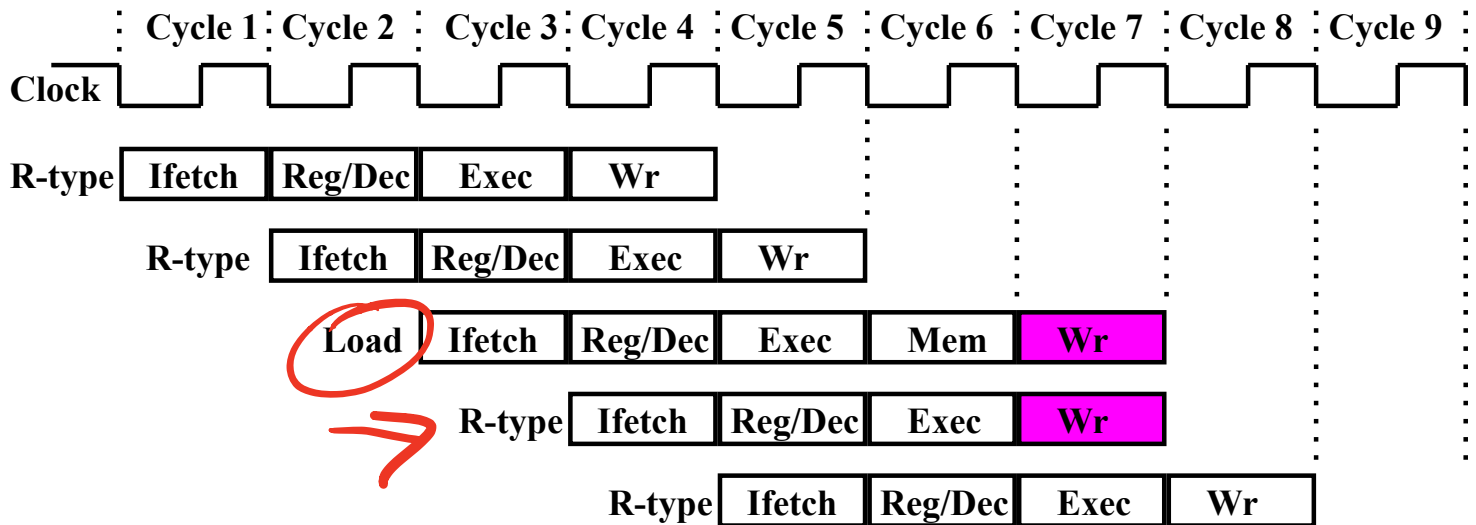 Cycle 1 Cycle 2 Cycle 3 Cycle 4 Cycle 5 Cycle 6 Cycle 7 Cycle 8 Cycle 9
Clock
R-type Ifetch Reg/Dec Exec Wr
R-type Ifetch Reg/Dec Exec Wr
Load Ifetch Reg/Dec Exec Mem Wr
R-type Ifetch Reg/Dec Exec Wr
R-type Ifetch Reg/Dec Exec Wr